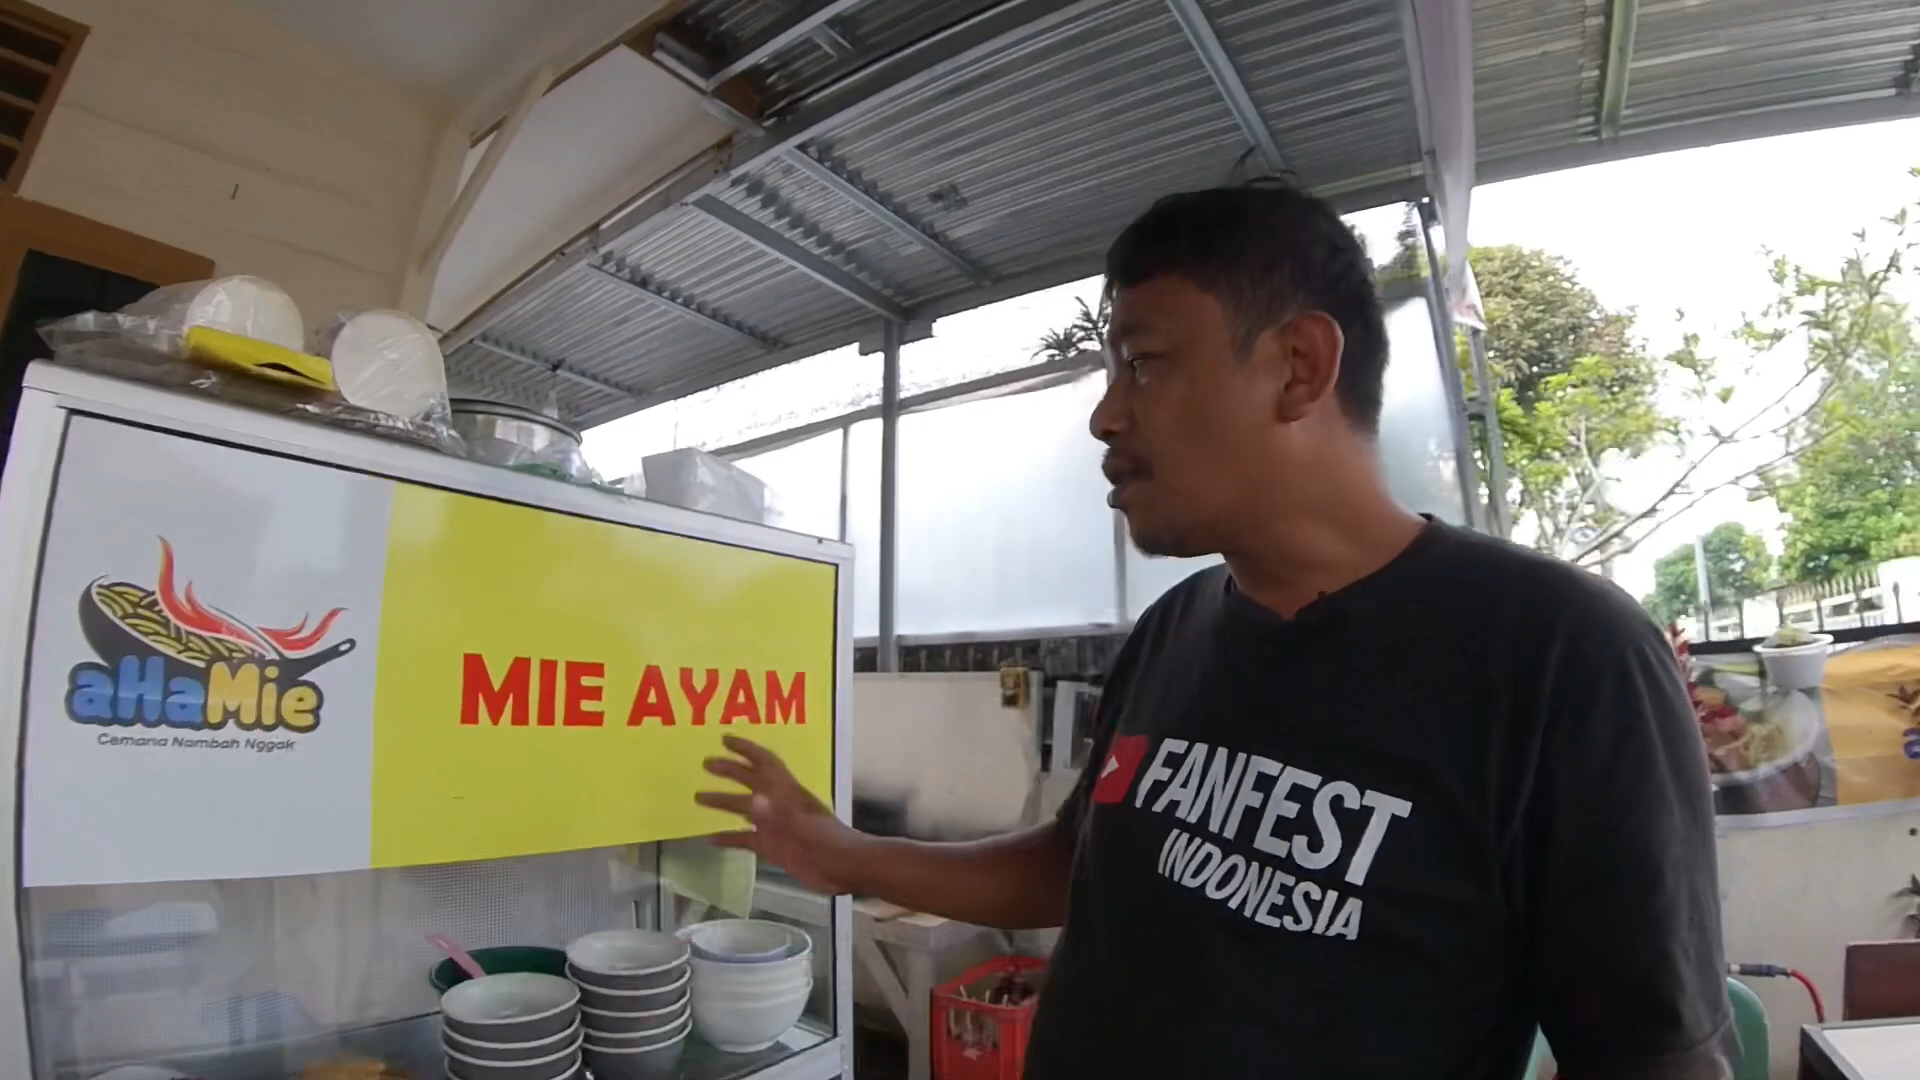 aHaMie
Cemana Nambah Nggak
MIE AYAM
FANFEST
INDONESIA